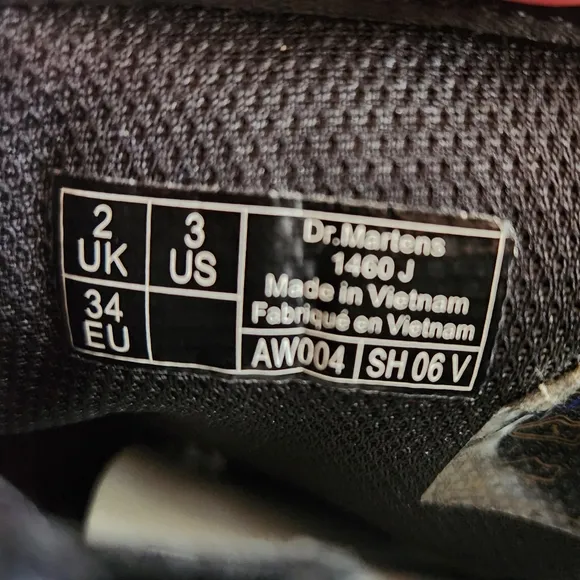 2
UK
3
US
34
EU
Dr.Martens
1460 J
Made in Vietnam
Fabriqué en Vietnam
AW004
SH 06 V